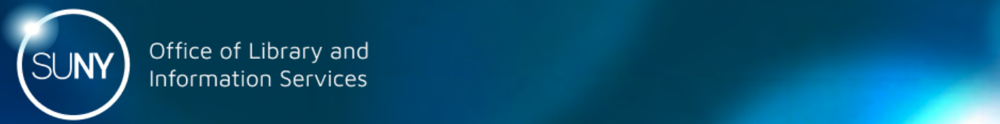 SUNY
Office of Library and
Information Services